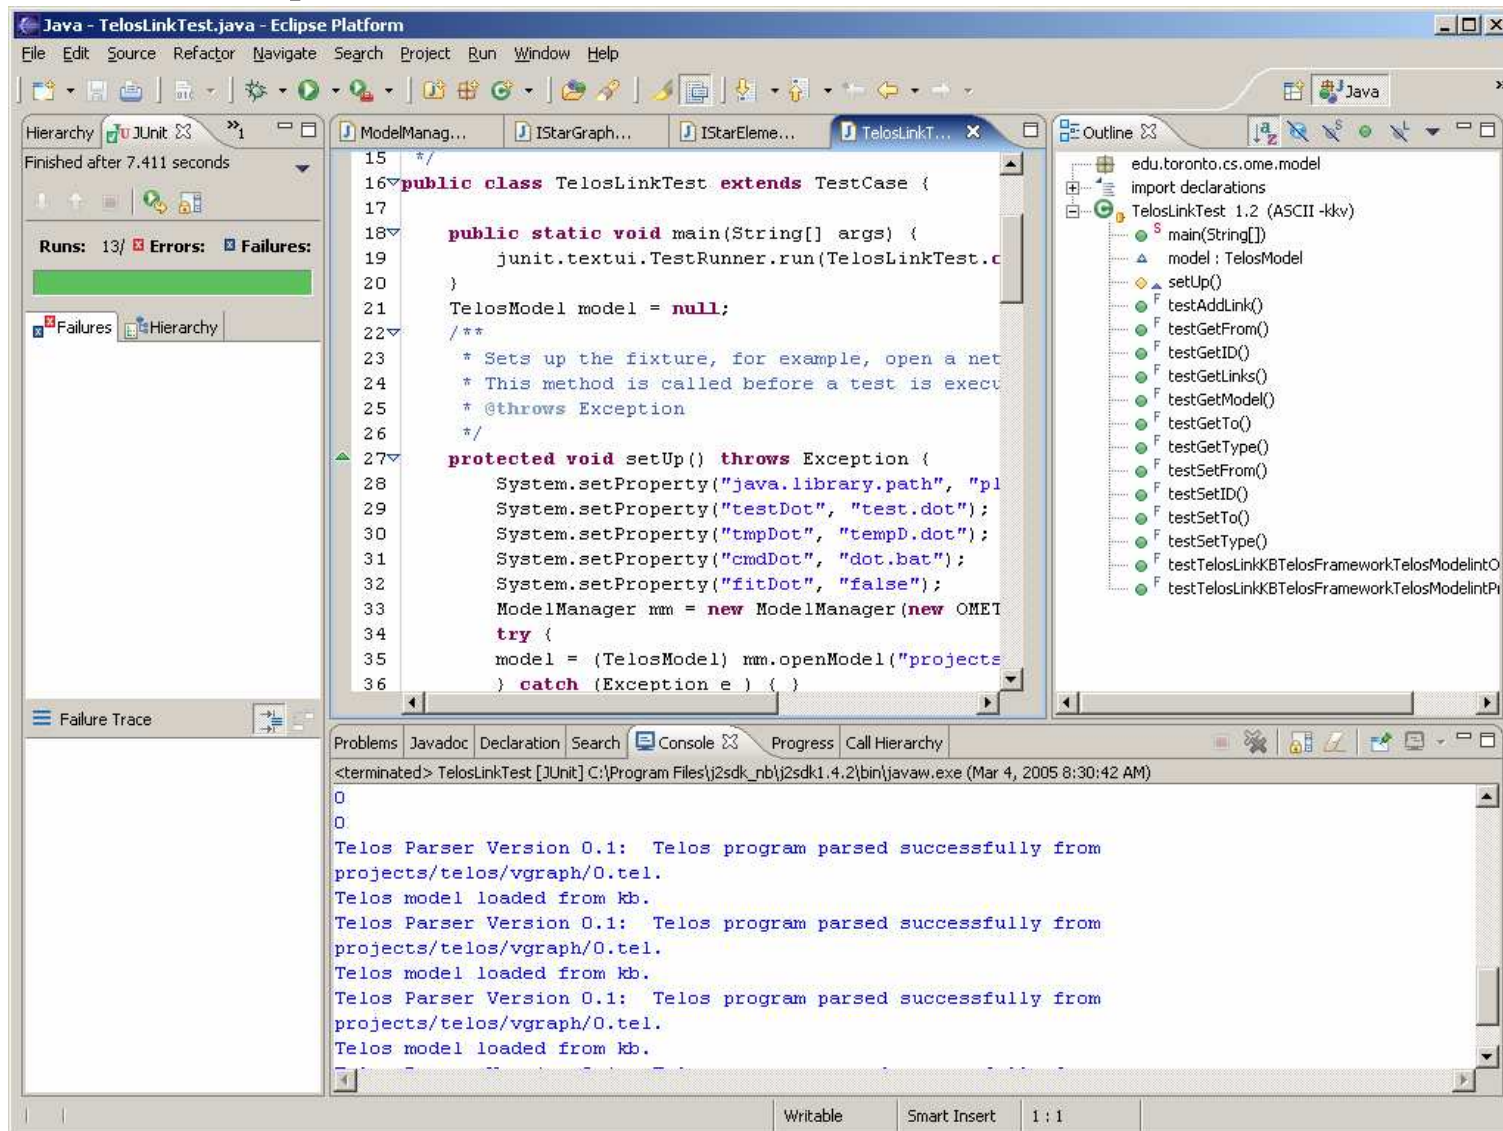 Java - TelosLinkTest.java - Eclipse Platform
File Edit Source Refactor Navigate Search Project Run Window Help
Java
Hierarchy JUnit 1
Finished after 7.411 seconds
Runs: 13/ Errors: Failures:
Failures Hierarchy
Failure Trace
ModelManag... IStarGraph... IStarEleme... TelosLinkT...
15 */
16 public class TelosLinkTest extends TestCase {
17
18 public static void main(String[] args) {
19 junit.textui.TestRunner.run(TelosLinkTest.c
20 }
21 TelosModel model = null;
22 /**
23 * Sets up the fixture, for example, open a net
24 * This method is called before a test is execu
25 * @throws Exception
26 */
27 protected void setUp() throws Exception {
28 System.setProperty("java.library.path", "pl
29 System.setProperty("testDot", "test.dot");
30 System.setProperty("tmpDot", "tempD.dot");
31 System.setProperty("cmdDot", "dot.bat");
32 System.setProperty("fitDot", "false");
33 ModelManager mm = new ModelManager(new OMET
34 try {
35 model = (TelosModel) mm.openModel("projects
36 } catch (Exception e ) { }
Outline
edu.toronto.cs.ome.model
import declarations
TelosLinkTest 1.2 (ASCII -kkv)
S main(String[])
model : TelosModel
setUp()
F testAddLink()
F testGetFrom()
F testGetID()
F testGetLinks()
F testGetModel()
F testGetTo()
F testGetType()
F testSetFrom()
F testSetID()
F testSetTo()
F testSetType()
F testTelosLinkKBTelosFrameworkTelosModelintO
F testTelosLinkKBTelosFrameworkTelosModelintPr
Problems Javadoc Declaration Search Console Progress Call Hierarchy
<terminated> TelosLinkTest [JUnit] C:\Program Files\j2sdk_nb\j2sdk1.4.2\bin\javaw.exe (Mar 4, 2005 8:30:42 AM)
0
0
Telos Parser Version 0.1: Telos program parsed successfully from
projects/telos/vgraph/0.tel.
Telos model loaded from kb.
Telos Parser Version 0.1: Telos program parsed successfully from
projects/telos/vgraph/0.tel.
Telos model loaded from kb.
Telos Parser Version 0.1: Telos program parsed successfully from
projects/telos/vgraph/0.tel.
Telos model loaded from kb.
Writable Smart Insert 1 : 1